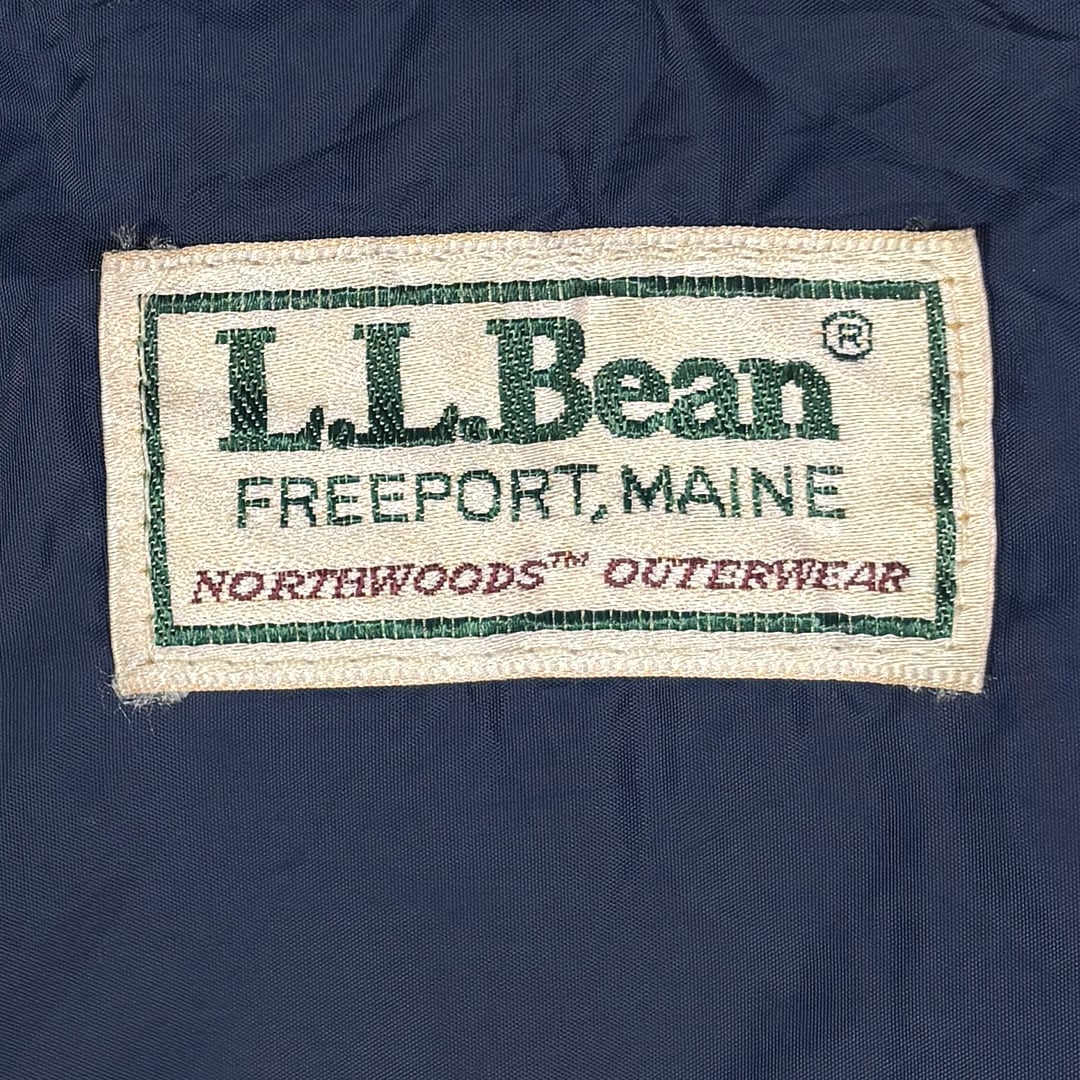 L.L.Bean®
FREEPORT, MAINE
NORTHWOODS™ OUTERWEAR